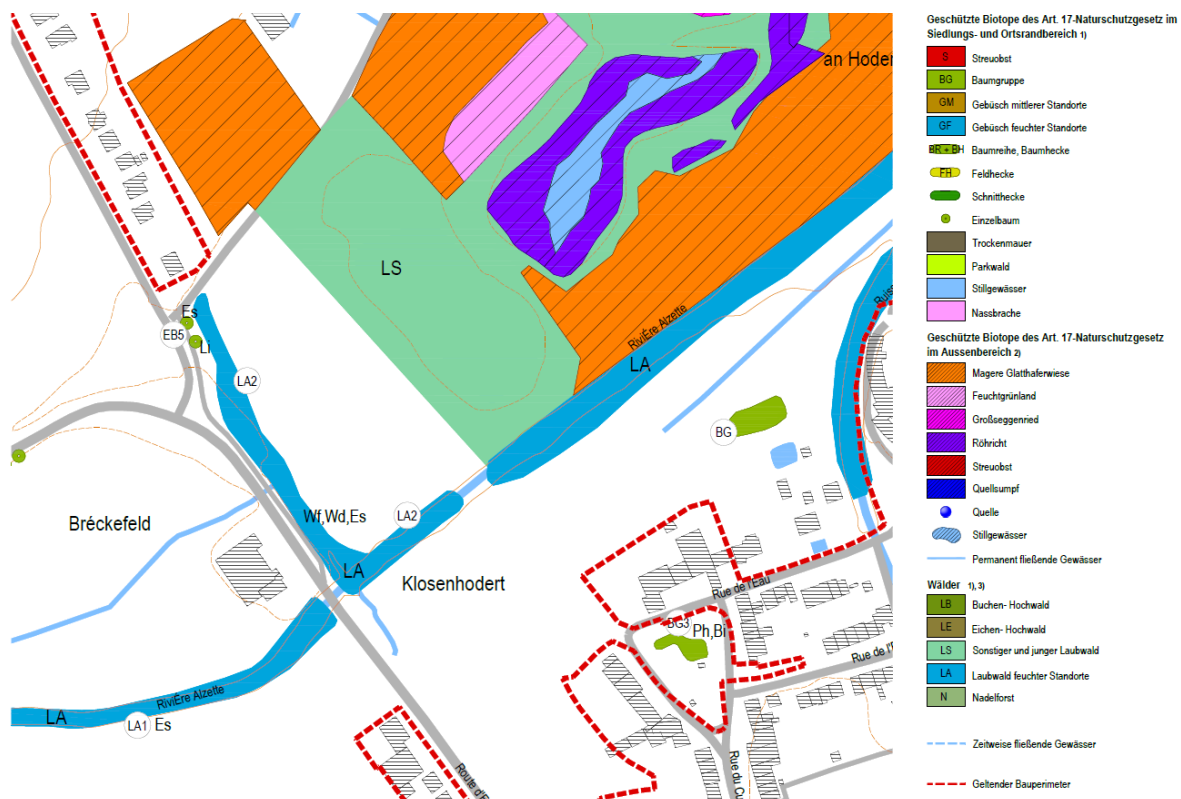 an Hoder
LS
RiviÈre Alzette
LA
Es
EB5
Li
LA2
BG
Bréckefeld
Wf,Wd,Es
LA2
LA
Klosenhodert
Rue de l'Eau
BG3
Ph,Bi
RiviÈre Alzette
LA
LA1
Es
Geschützte Biotope des Art. 17-Naturschutzgesetz im
Siedlungs- und Ortsrandbereich 1)
S Streuobst
BG Baumgruppe
GM Gebüsch mittlerer Standorte
GF Gebüsch feuchter Standorte
BR + BH Baumreihe, Baumhecke
FH Feldhecke
Schnitthecke
Einzelbaum
Trockenmauer
Parkwald
Stillgewässer
Nassbrache
Geschützte Biotope des Art. 17-Naturschutzgesetz
im Aussenbereich 2)
Magere Glatthaferwiese
Feuchtgrünland
Großseggenried
Röhricht
Streuobst
Quellsumpf
Quelle
Stillgewässer
Permanent fließende Gewässer
Wälder 1), 3)
LB Buchen- Hochwald
LE Eichen- Hochwald
LS Sonstiger und junger Laubwald
LA Laubwald feuchter Standorte
N Nadelforst
Zeitweise fließende Gewässer
Geltender Bauperimeter